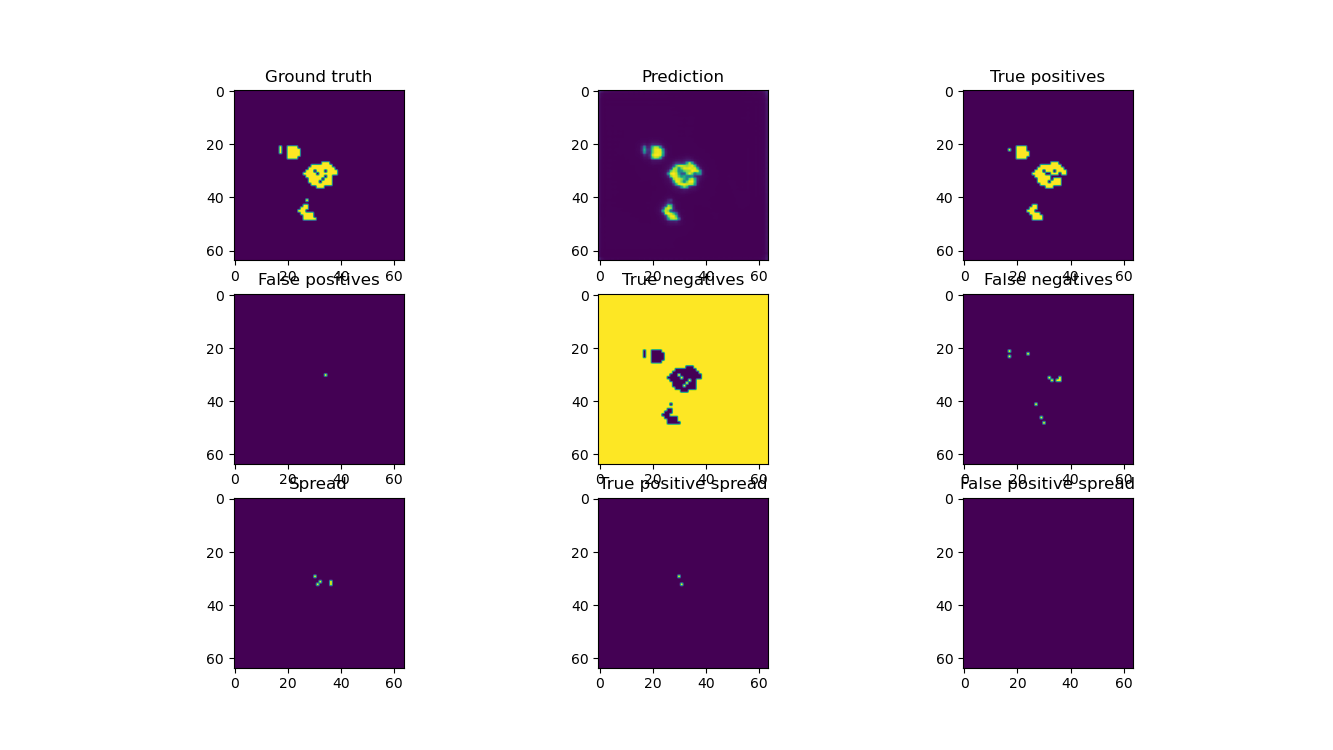 Ground truth Prediction True positives
0 0 0
20 20 20
40 40 40
60 60 60
0 20 40 60 0 20 40 60 0 20 40 60
False positives True negatives False negatives
0 0 0
20 20 20
40 40 40
60 60 60
0 20 40 60 0 20 40 60 0 20 40 60
Spread True positive spread False positive spread
0 0 0
20 20 20
40 40 40
60 60 60
0 20 40 60 0 20 40 60 0 20 40 60